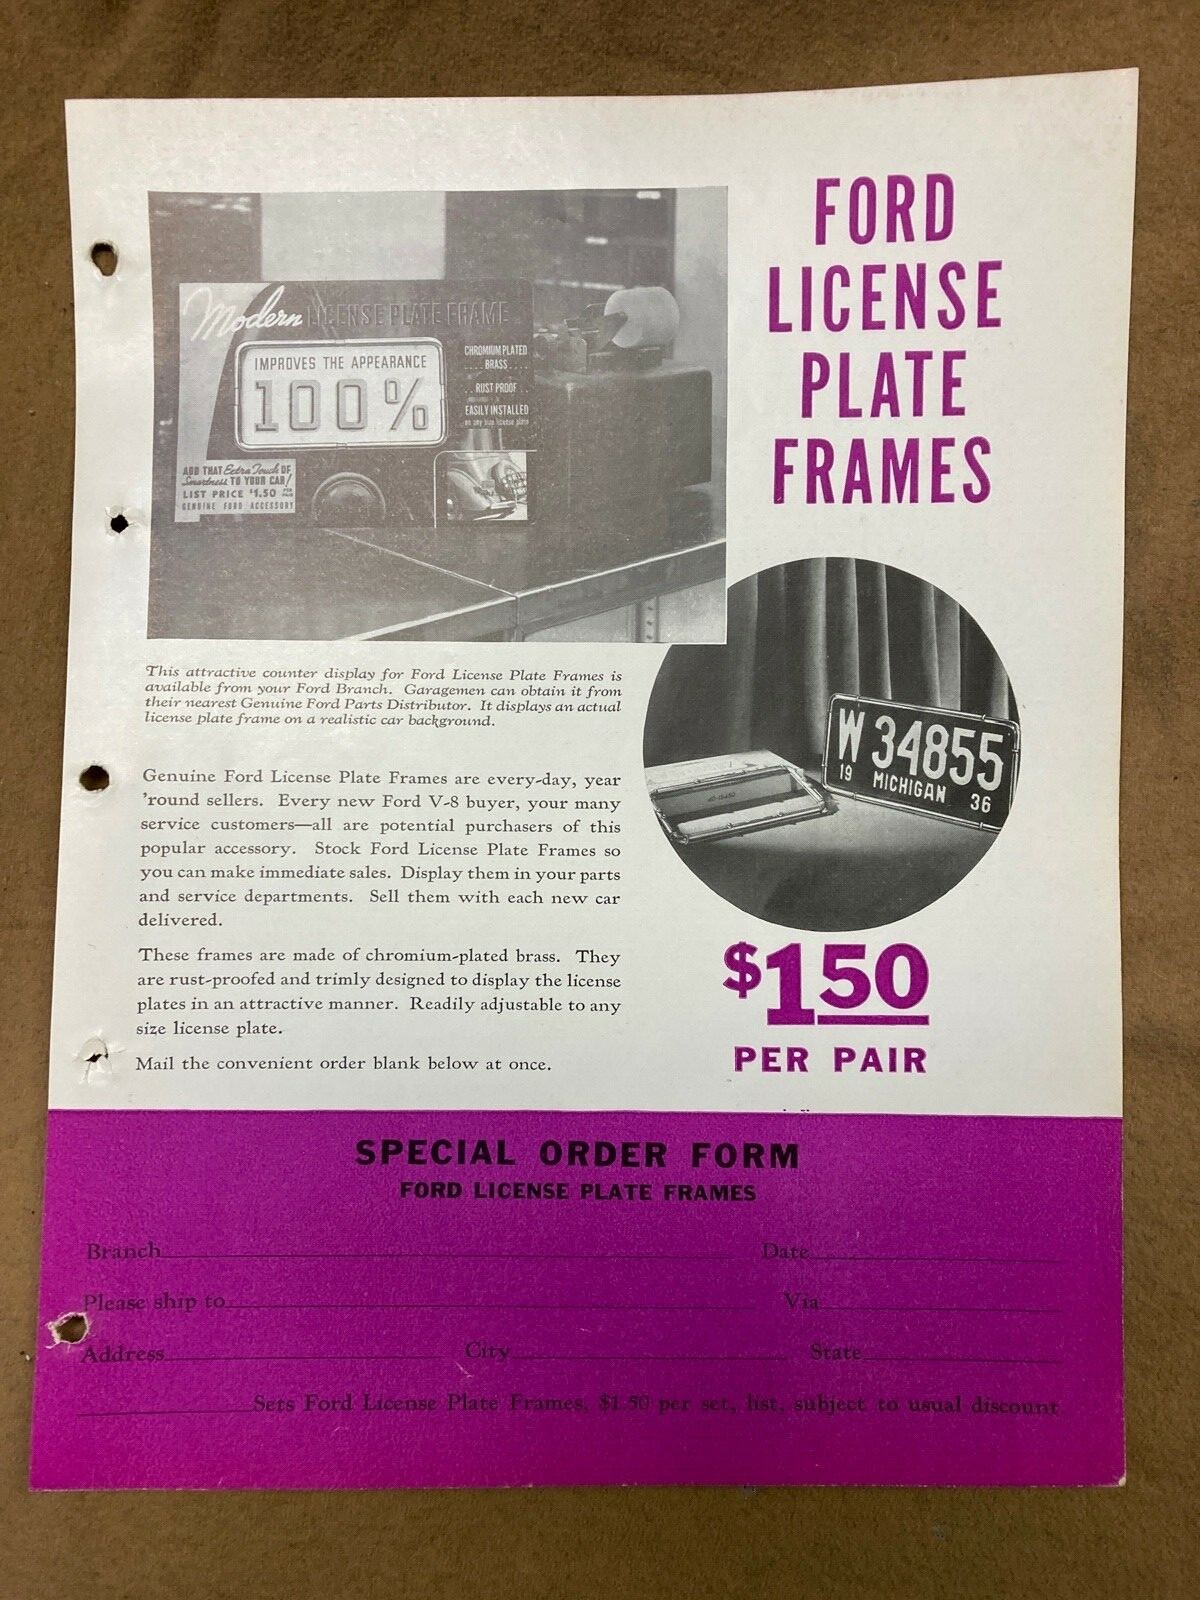 FORD
LICENSE
PLATE
FRAMES
Modern LICENSE PLATE FRAME
IMPROVES THE APPEARANCE
100%
CHROMIUM PLATED
.... BRASS ....
.. RUST PROOF ..
EASILY INSTALLED
on any size license plate
ADD THAT Extra Touch OF
Smartness TO YOUR CAR!
LIST PRICE $1.50 PER PAIR
GENUINE FORD ACCESSORY
This attractive counter display for Ford License Plate Frames is
available from your Ford Branch. Garagemen can obtain it from
their nearest Genuine Ford Parts Distributor. It displays an actual
license plate frame on a realistic car background.
W 34855
19 MICHIGAN 36
Genuine Ford License Plate Frames are every-day, year
'round sellers. Every new Ford V-8 buyer, your many
service customers—all are potential purchasers of this
popular accessory. Stock Ford License Plate Frames so
you can make immediate sales. Display them in your parts
and service departments. Sell them with each new car
delivered.
These frames are made of chromium-plated brass. They
are rust-proofed and trimly designed to display the license
plates in an attractive manner. Readily adjustable to any
size license plate.
Mail the convenient order blank below at once.
$1.50
PER PAIR
SPECIAL ORDER FORM
FORD LICENSE PLATE FRAMES
Branch Date
Please ship to Via
Address City State
Sets Ford License Plate Frames, $1.50 per set, list, subject to usual discount